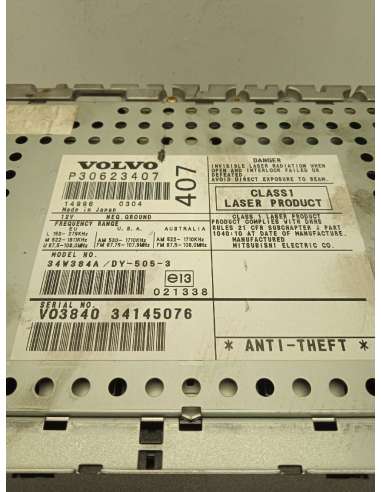 VOLVO
P30623407
407
14996 0304
Made in Japan
12V NEG.GROUND
FREQUENCY RANGE
EU U.S.A. AUSTRALIA
MODEL NO.
34W384A/DY-505-3
e13
021338
SERIAL NO.
VO3840 34145076
DANGER
INVISIBLE LASER RADIATION WHEN
OPEN AND INTERLOCK FAILED OR
DEFEATED.
AVOID DIRECT EXPOSURE TO BEAM.
CLASS1
LASER PRODUCT
CLASS 1 LASER PRODUCT
PRODUCT COMPLIES WITH DHHS
RULES 21 CFR SUBCHAPTER J PART
1040:10 AT DATE OF MANUFACTURE.
MANUFACTURED
MITSUBISHI ELECTRIC CO.
* ANTI-THEFT *